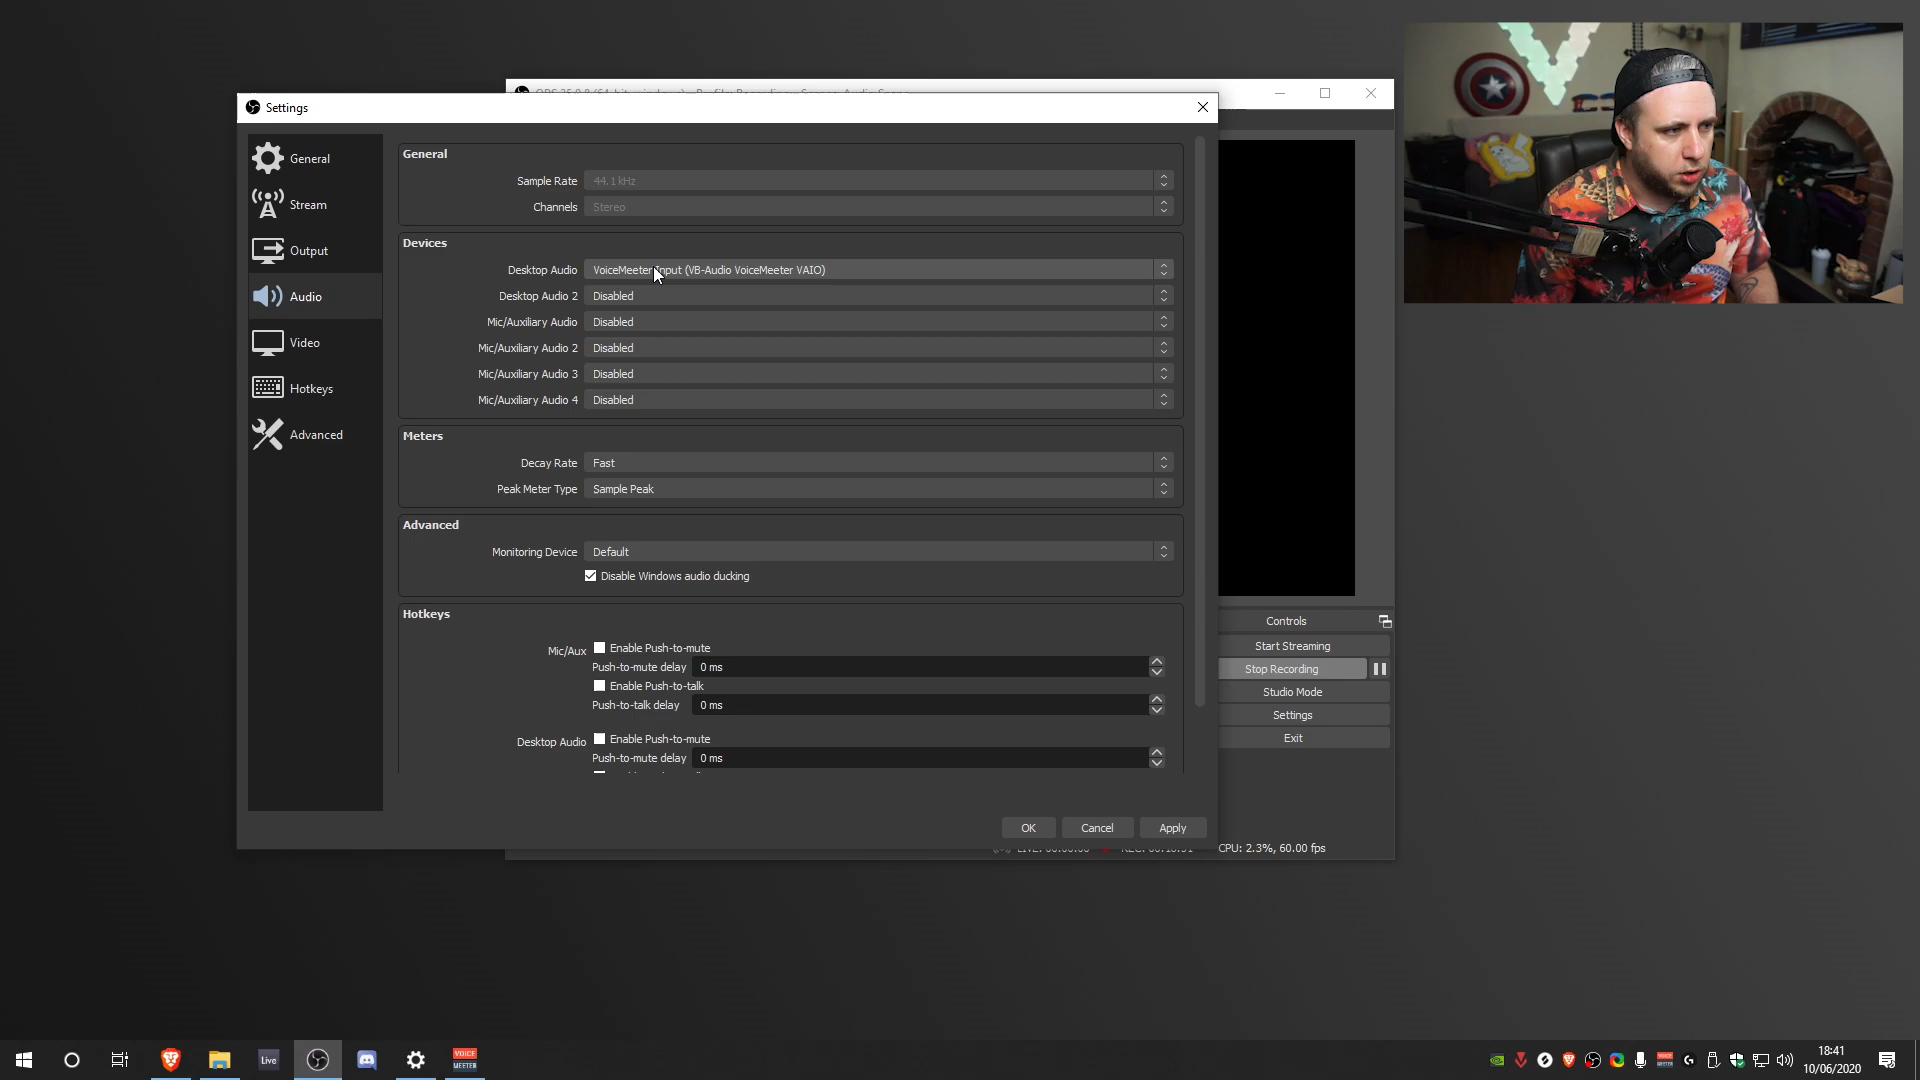 Settings
General
Stream
Output
Audio
Video
Hotkeys
Advanced
General
Sample Rate 44.1 kHz
Channels Stereo
Devices
Desktop Audio VoiceMeeter Input (VB-Audio VoiceMeeter VAIO)
Desktop Audio 2 Disabled
Mic/Auxiliary Audio Disabled
Mic/Auxiliary Audio 2 Disabled
Mic/Auxiliary Audio 3 Disabled
Mic/Auxiliary Audio 4 Disabled
Meters
Decay Rate Fast
Peak Meter Type Sample Peak
Advanced
Monitoring Device Default
Disable Windows audio ducking
Hotkeys
Mic/Aux Enable Push-to-mute
Push-to-mute delay 0 ms
Enable Push-to-talk
Push-to-talk delay 0 ms
Desktop Audio Enable Push-to-mute
Push-to-mute delay 0 ms
OK Cancel Apply
Controls
Start Streaming
Stop Recording
Studio Mode
Settings
Exit
CPU: 2.3%, 60.00 fps
Live
VOICE
MEETER
18:41
10/06/2020